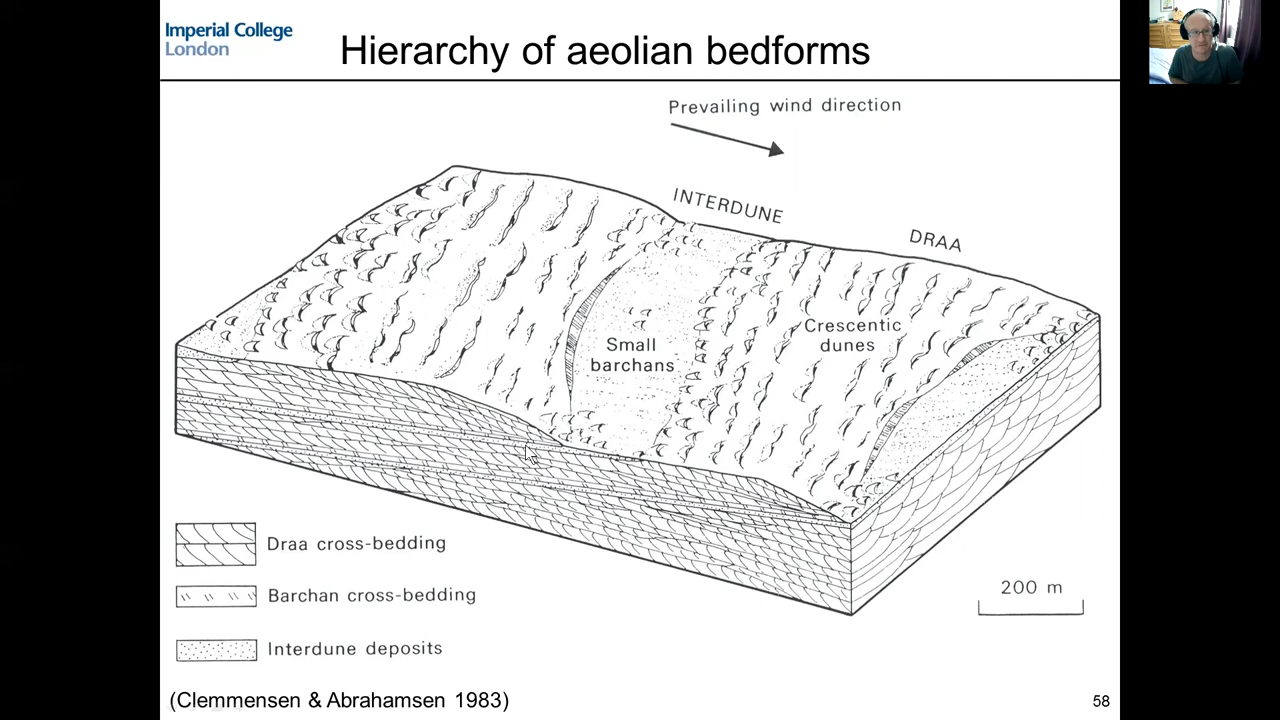 Imperial College
London
Hierarchy of aeolian bedforms
Prevailing wind direction
INTERDUNE
DRAA
Crescentic
dunes
Small
barchans
Draa cross-bedding
Barchan cross-bedding
Interdune deposits
200 m
(Clemmensen & Abrahamsen 1983)
58